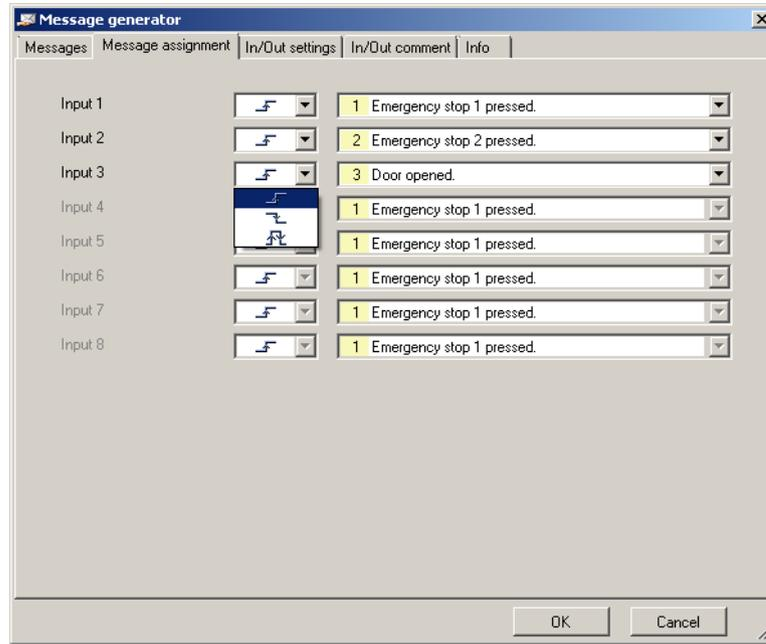 Message generator
Messages Message assignment In/Out settings In/Out comment Info
Input 1 1 Emergency stop 1 pressed.
Input 2 2 Emergency stop 2 pressed.
Input 3 3 Door opened.
Input 4 1 Emergency stop 1 pressed.
Input 5 1 Emergency stop 1 pressed.
Input 6 1 Emergency stop 1 pressed.
Input 7 1 Emergency stop 1 pressed.
Input 8 1 Emergency stop 1 pressed.
OK Cancel